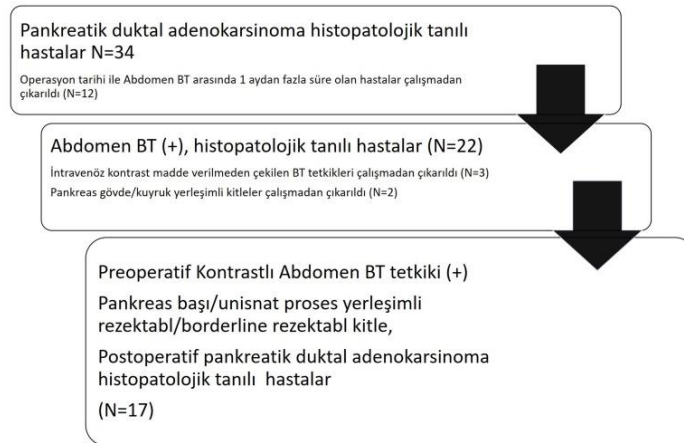 Pankreatik duktal adenokarsinoma histopatolojik tanılı
hastalar N=34
Operasyon tarihi ile Abdomen BT arasında 1 aydan fazla süre olan hastalar çalışmadan
çıkarıldı (N=12)
Abdomen BT (+), histopatolojik tanılı hastalar (N=22)
İntravenöz kontrast madde verilmeden çekilen BT tetkikleri çalışmadan çıkarıldı (N=3)
Pankreas gövde/kuyruk yerleşimli kitleler çalışmadan çıkarıldı (N=2)
Preoperatif Kontrastlı Abdomen BT tetkiki (+)
Pankreas başı/unisnat proses yerleşimli
rezektabl/borderline rezektabl kitle,
Postoperatif pankreatik duktal adenokarsinoma
histopatolojik tanılı hastalar
(N=17)